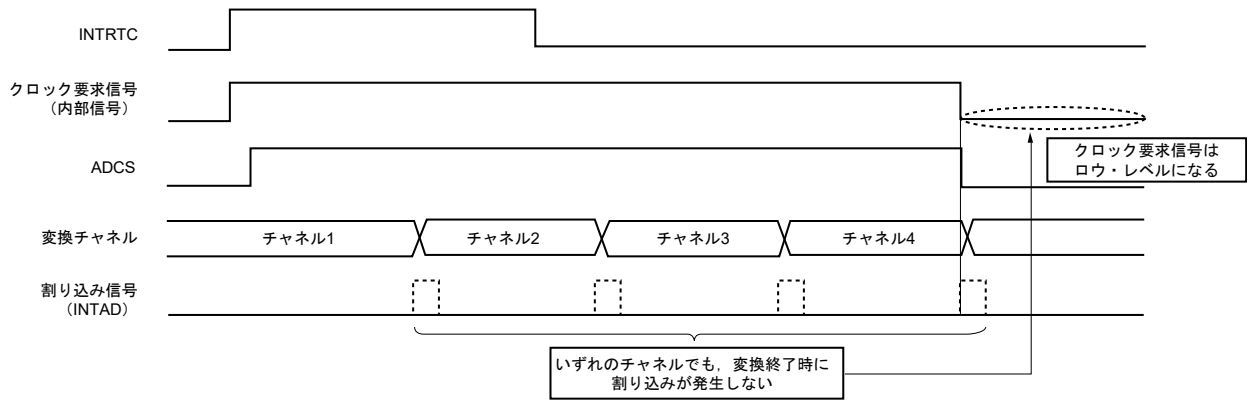 INTRTC
クロック要求信号
（内部信号）
ADCS
クロック要求信号は
ロウ・レベルになる
変換チャネル
チャネル1
チャネル2
チャネル3
チャネル4
割り込み信号
（INTAD）
いずれのチャネルでも，変換終了時に
割り込みが発生しない